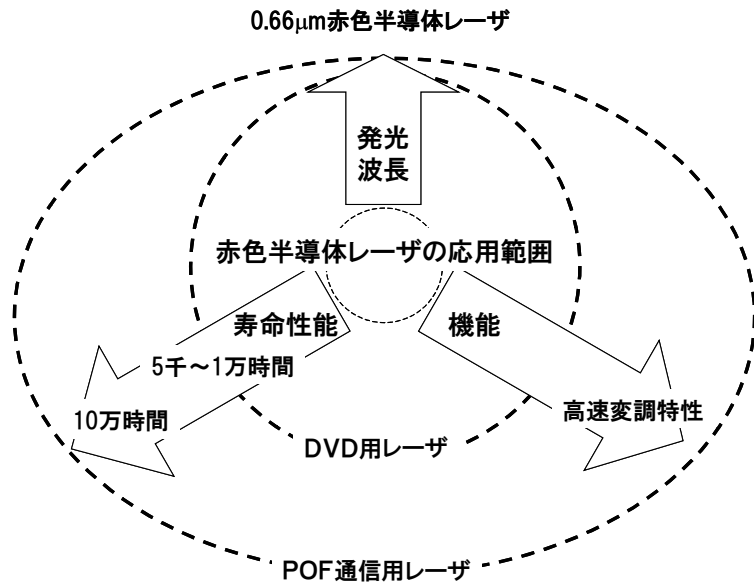 0.66μm赤色半導体レーザ
発光
波長
赤色半導体レーザの応用範囲
寿命性能
機能
5千～1万時間
10万時間
高速変調特性
DVD用レーザ
POF通信用レーザ